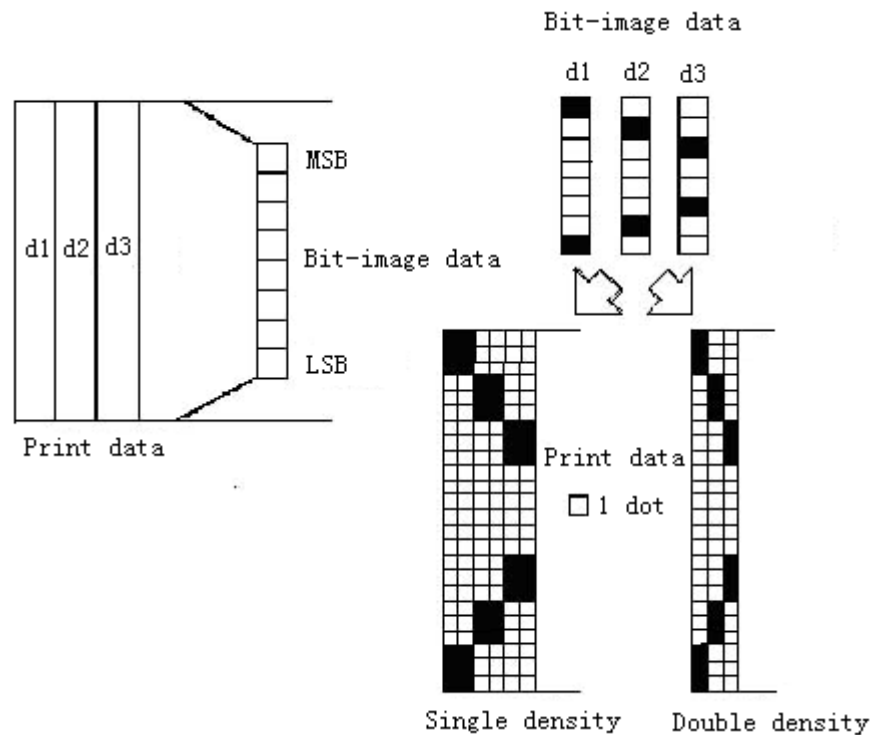 Bit-image data
d1 d2 d3
MSB
d1 d2 d3
Bit-image data
LSB
Print data
Print data
1 dot
Single density
Double density